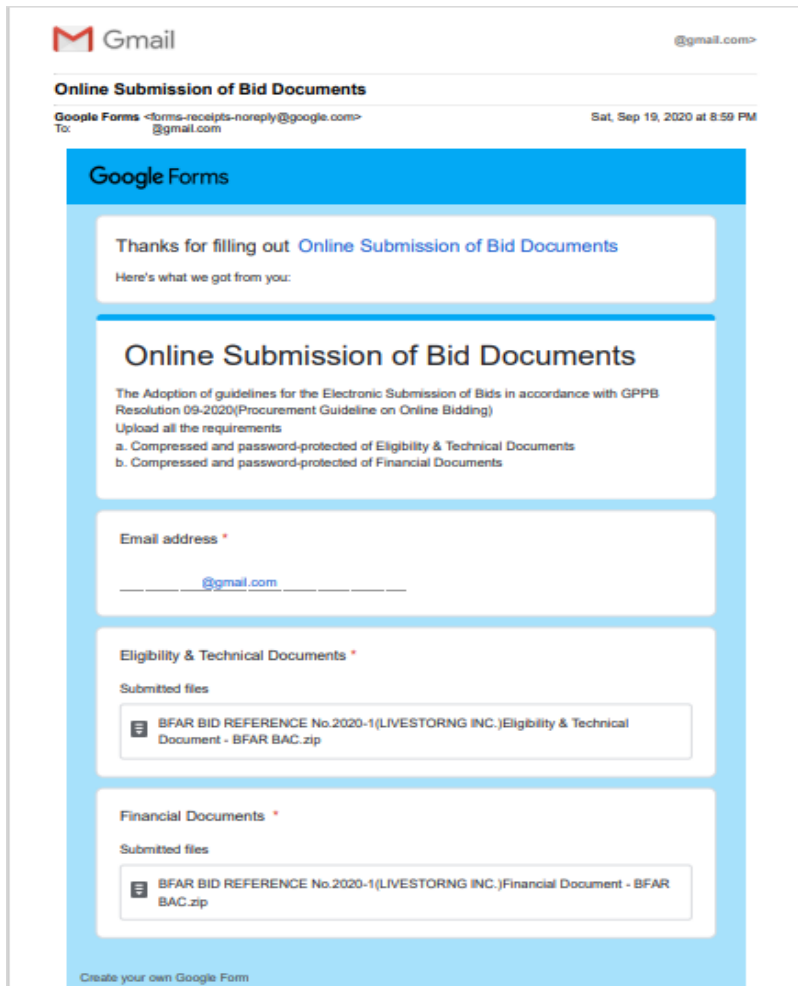 Gmail
@gmail.com>
Online Submission of Bid Documents
Google Forms <forms-receipts-noreply@google.com>
Sat, Sep 19, 2020 at 8:59 PM
To: @gmail.com
Google Forms
Thanks for filling out Online Submission of Bid Documents
Here's what we got from you:
Online Submission of Bid Documents
The Adoption of guidelines for the Electronic Submission of Bids in accordance with GPPB
Resolution 09-2020(Procurement Guideline on Online Bidding)
Upload all the requirements
a. Compressed and password-protected of Eligibility & Technical Documents
b. Compressed and password-protected of Financial Documents
Email address *
@gmail.com
Eligibility & Technical Documents *
Submitted files
BFAR BID REFERENCE No.2020-1(LIVESTORNG INC.)Eligibility & Technical
Document - BFAR BAC.zip
Financial Documents *
Submitted files
BFAR BID REFERENCE No.2020-1(LIVESTORNG INC.)Financial Document - BFAR
BAC.zip
Create your own Google Form